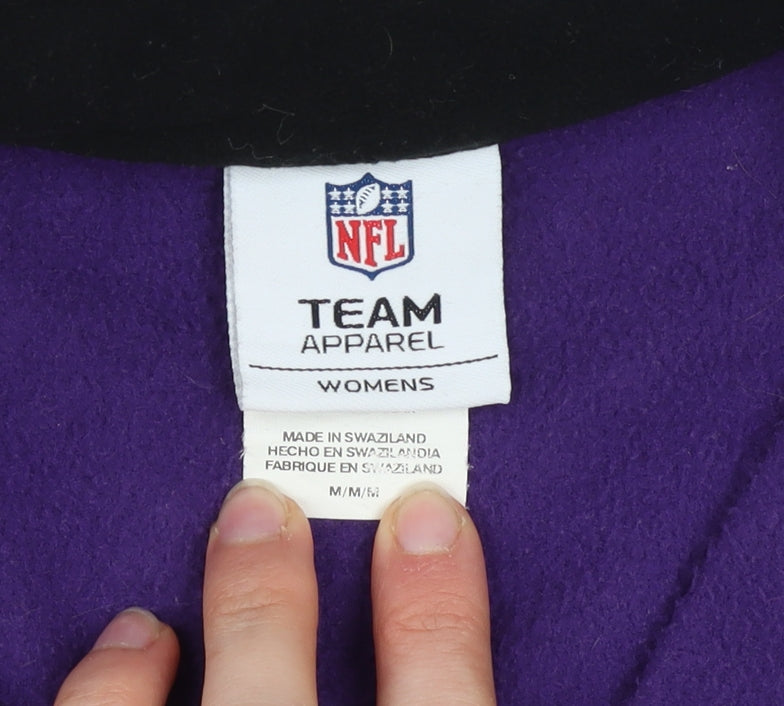 NFL
TEAM
APPAREL
WOMENS
MADE IN SWAZILAND
HECHO EN SWAZILANDIA
FABRIQUE EN SWAZILAND
M/M/M